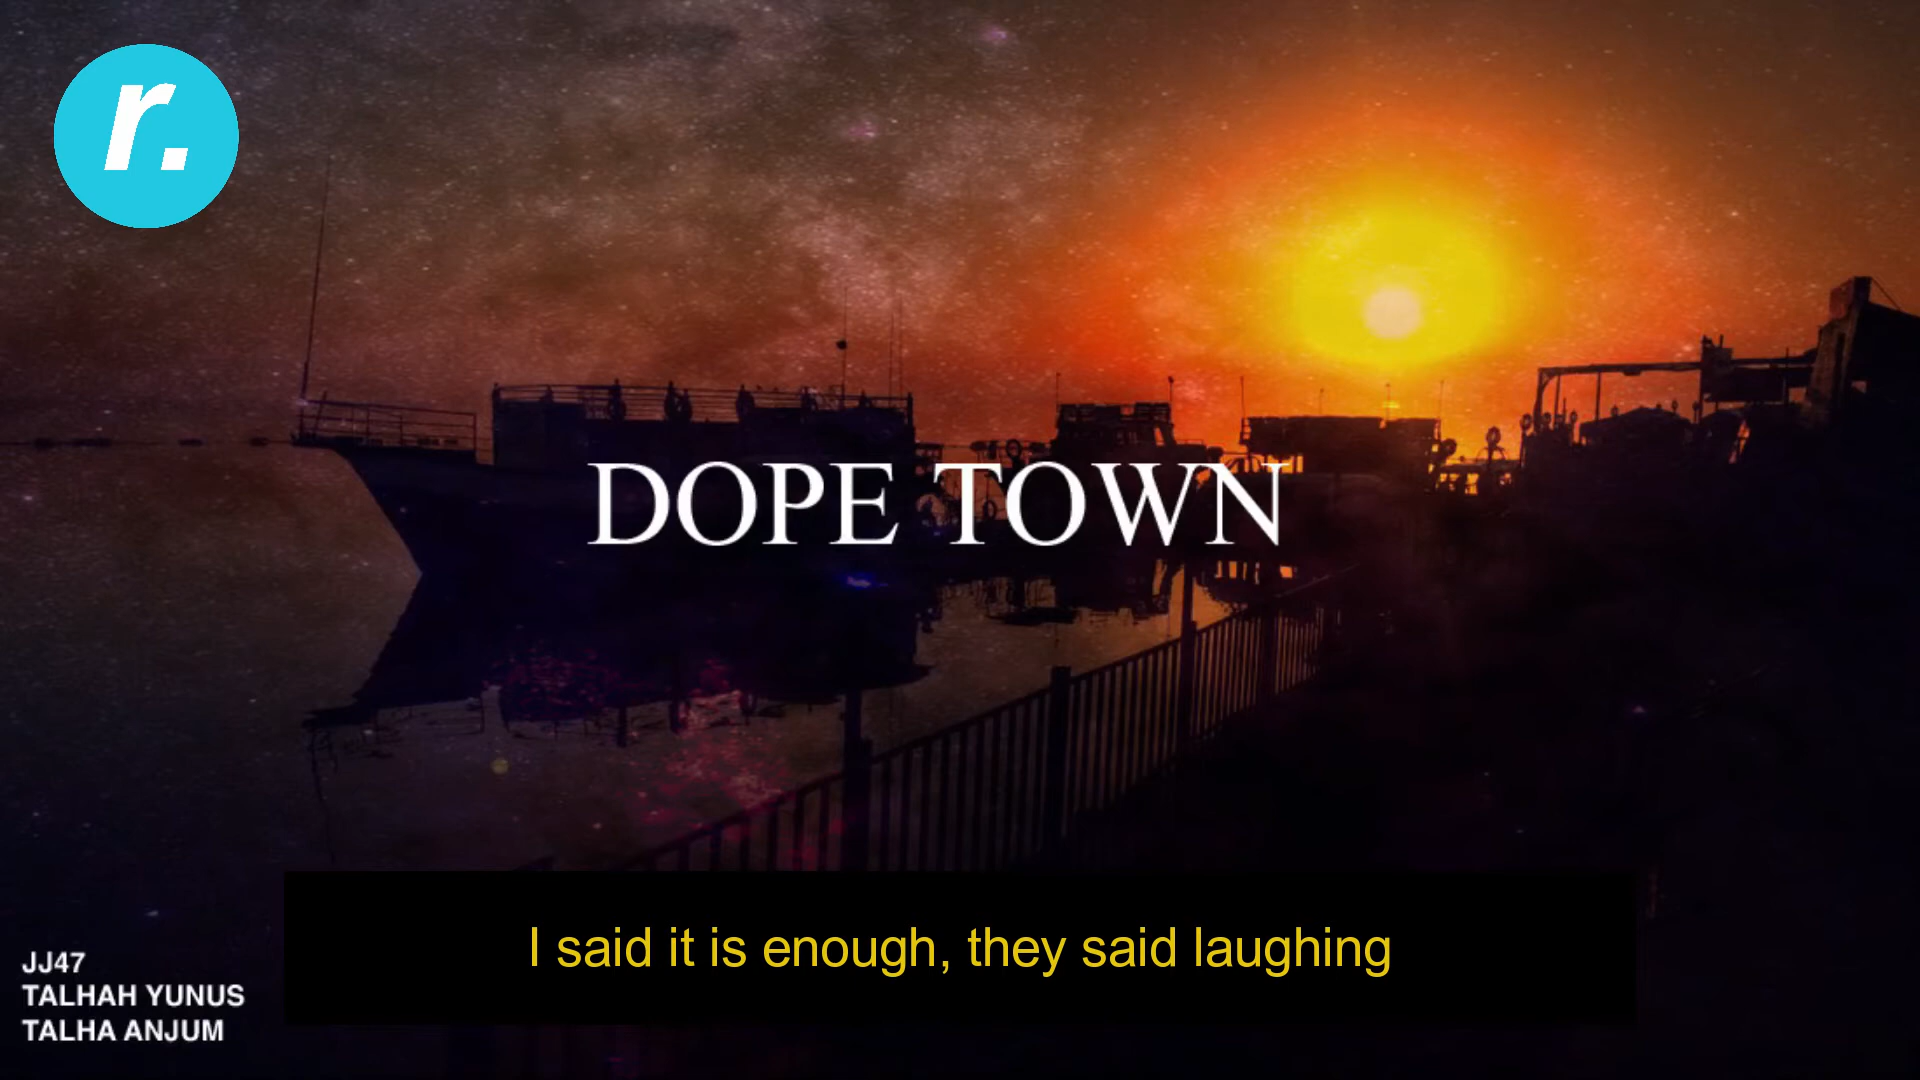 r.
DOPE TOWN
I said it is enough, they said laughing
JJ47
TALHAH YUNUS
TALHA ANJUM